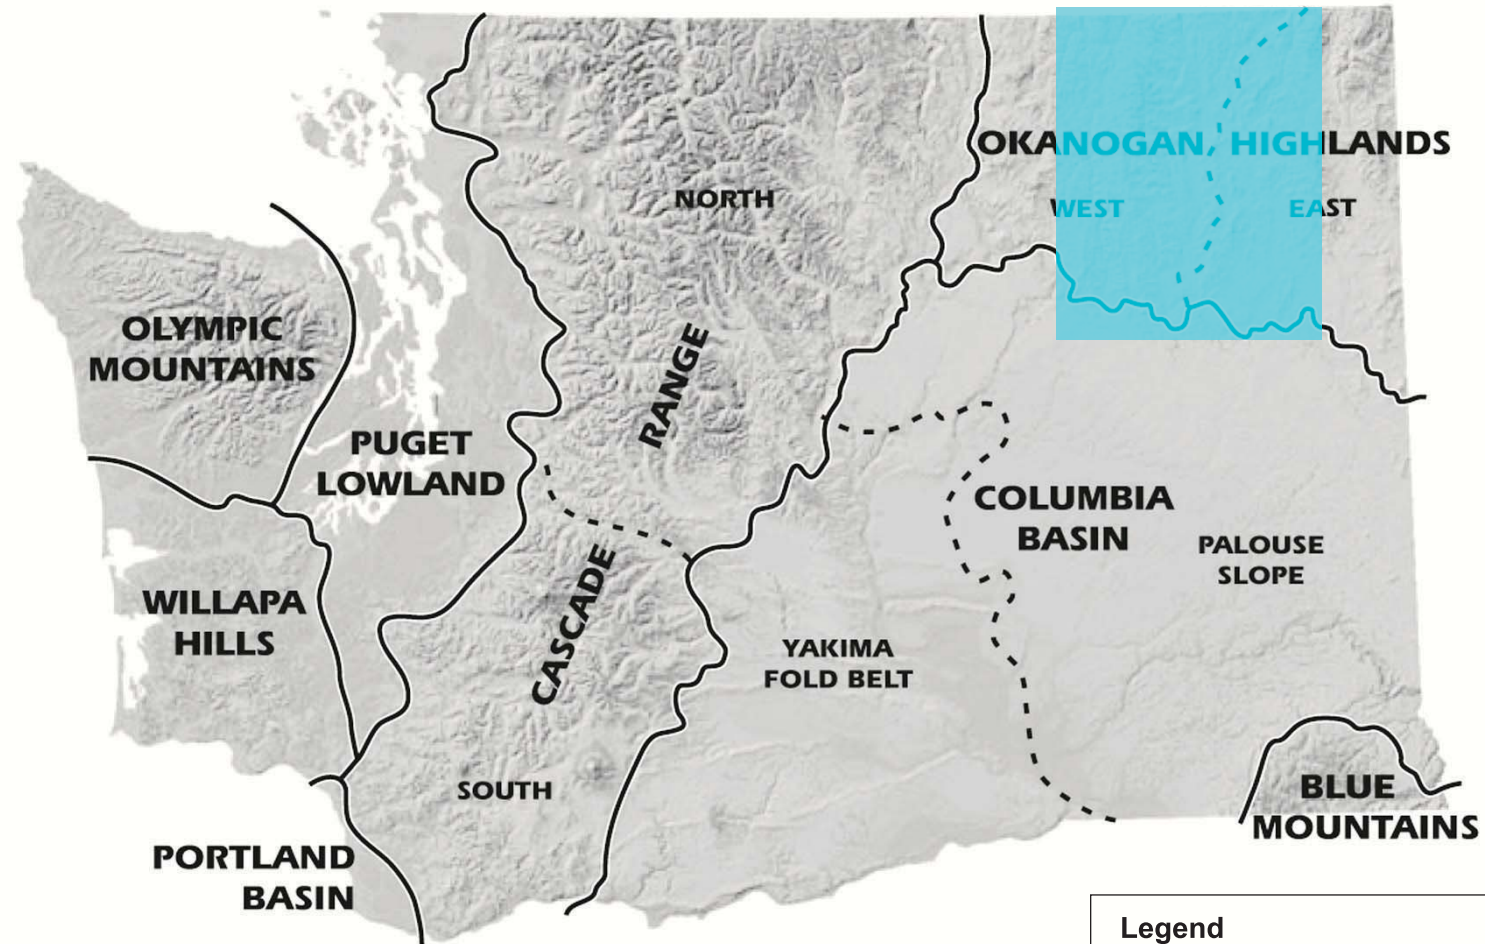 OKANOGAN HIGHLANDS
NORTH
WEST
EAST
OLYMPIC
MOUNTAINS
RANGE
PUGET
LOWLAND
COLUMBIA
BASIN
PALOUSE
SLOPE
CASCADE
WILLAPA
HILLS
YAKIMA
FOLD BELT
SOUTH
BLUE
MOUNTAINS
PORTLAND
BASIN
Legend